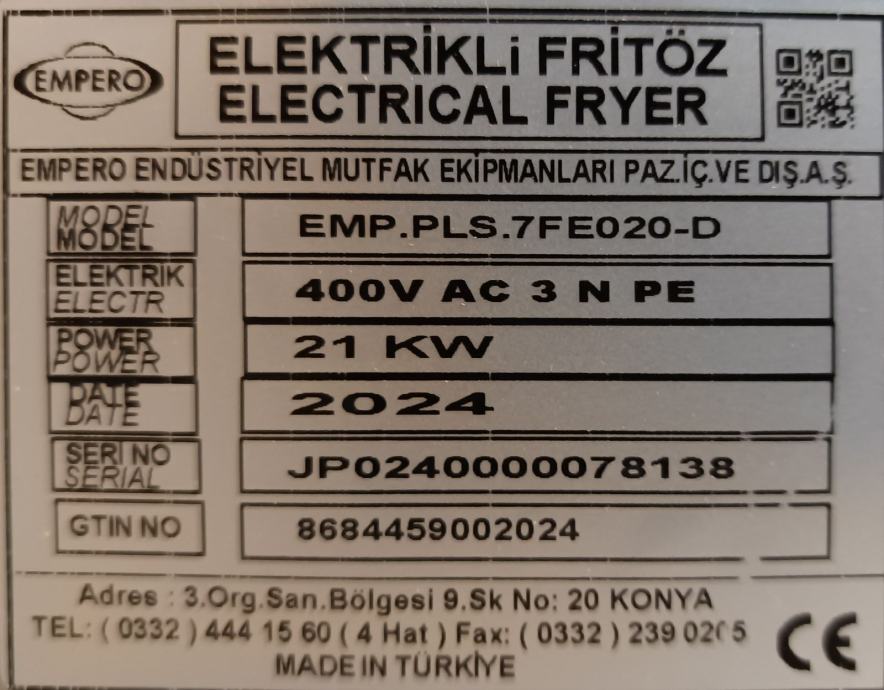 EMPERO
ELEKTRİKLİ FRİTÖZ
ELECTRICAL FRYER
EMPERO ENDÜSTRİYEL MUTFAK EKİPMANLARI PAZ.İÇ.VE DIŞ.A.Ş.
MODEL
MODEL
EMP.PLS.7FE020-D
ELEKTRIK
ELECTR
400V AC 3 N PE
POWER
POWER
21 KW
DATE
DATE
2024
SERI NO
SERIAL
JP02400000078138
GTIN NO
8684459002024
Adres : 3.Org.San.Bölgesi 9.Sk No: 20 KONYA
TEL: ( 0332 ) 444 15 60 ( 4 Hat ) Fax: ( 0332 ) 239
MADE IN TÜRKİYE
CE